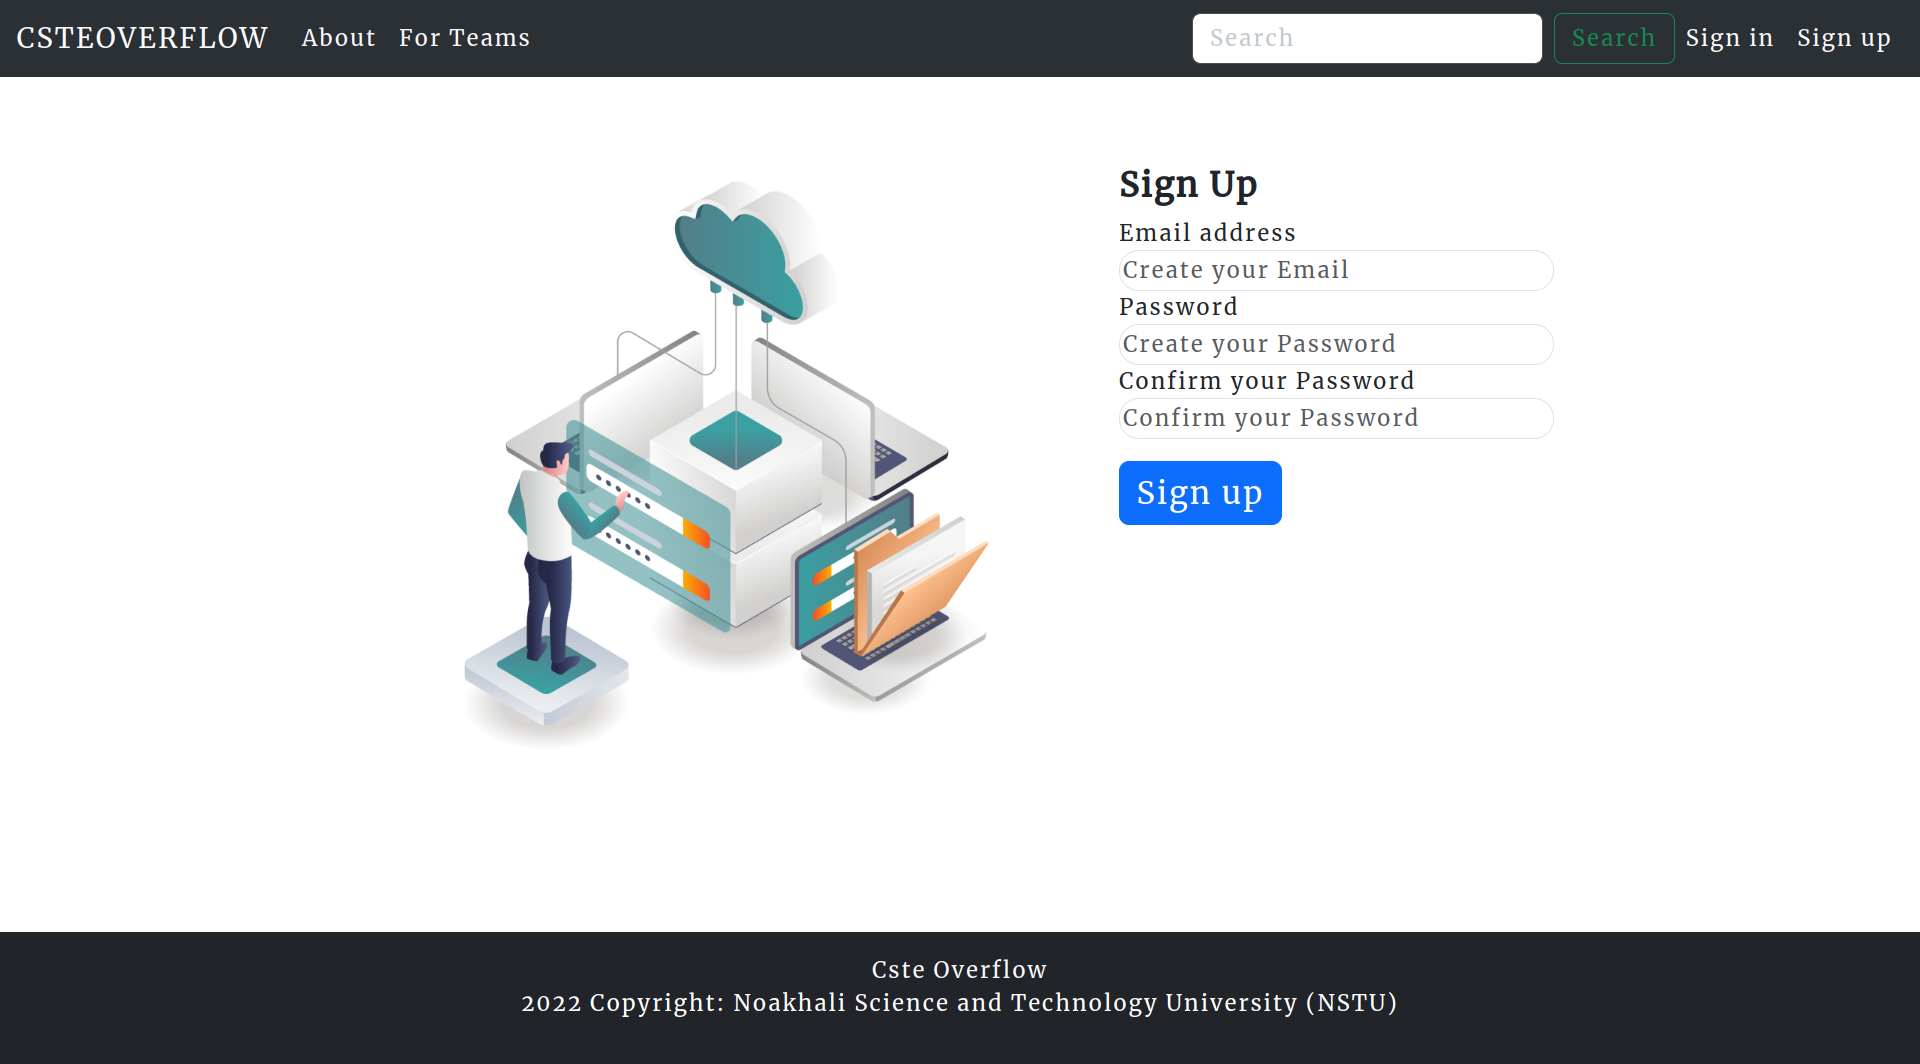 CSTEOVERFLOW About For Teams Search Search Sign in Sign up
Sign Up
Email address
Create your Email
Password
Create your Password
Confirm your Password
Confirm your Password
Sign up
Cste Overflow
2022 Copyright: Noakhali Science and Technology University (NSTU)